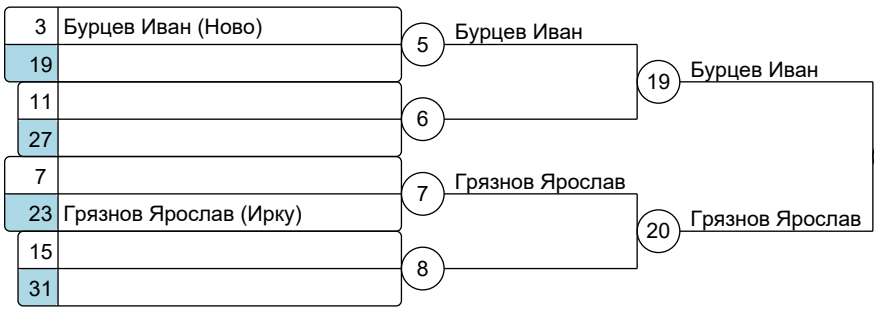 3 Бурцев Иван (Ново)
5 Бурцев Иван
19
19 Бурцев Иван
11
6
27
7
7 Грязнов Ярослав
23 Грязнов Ярослав (Ирку)
20 Грязнов Ярослав
15
8
31